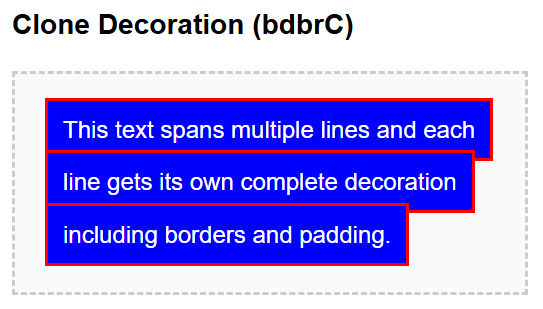 Clone Decoration (bdbrC)
This text spans multiple lines and each
line gets its own complete decoration
including borders and padding.